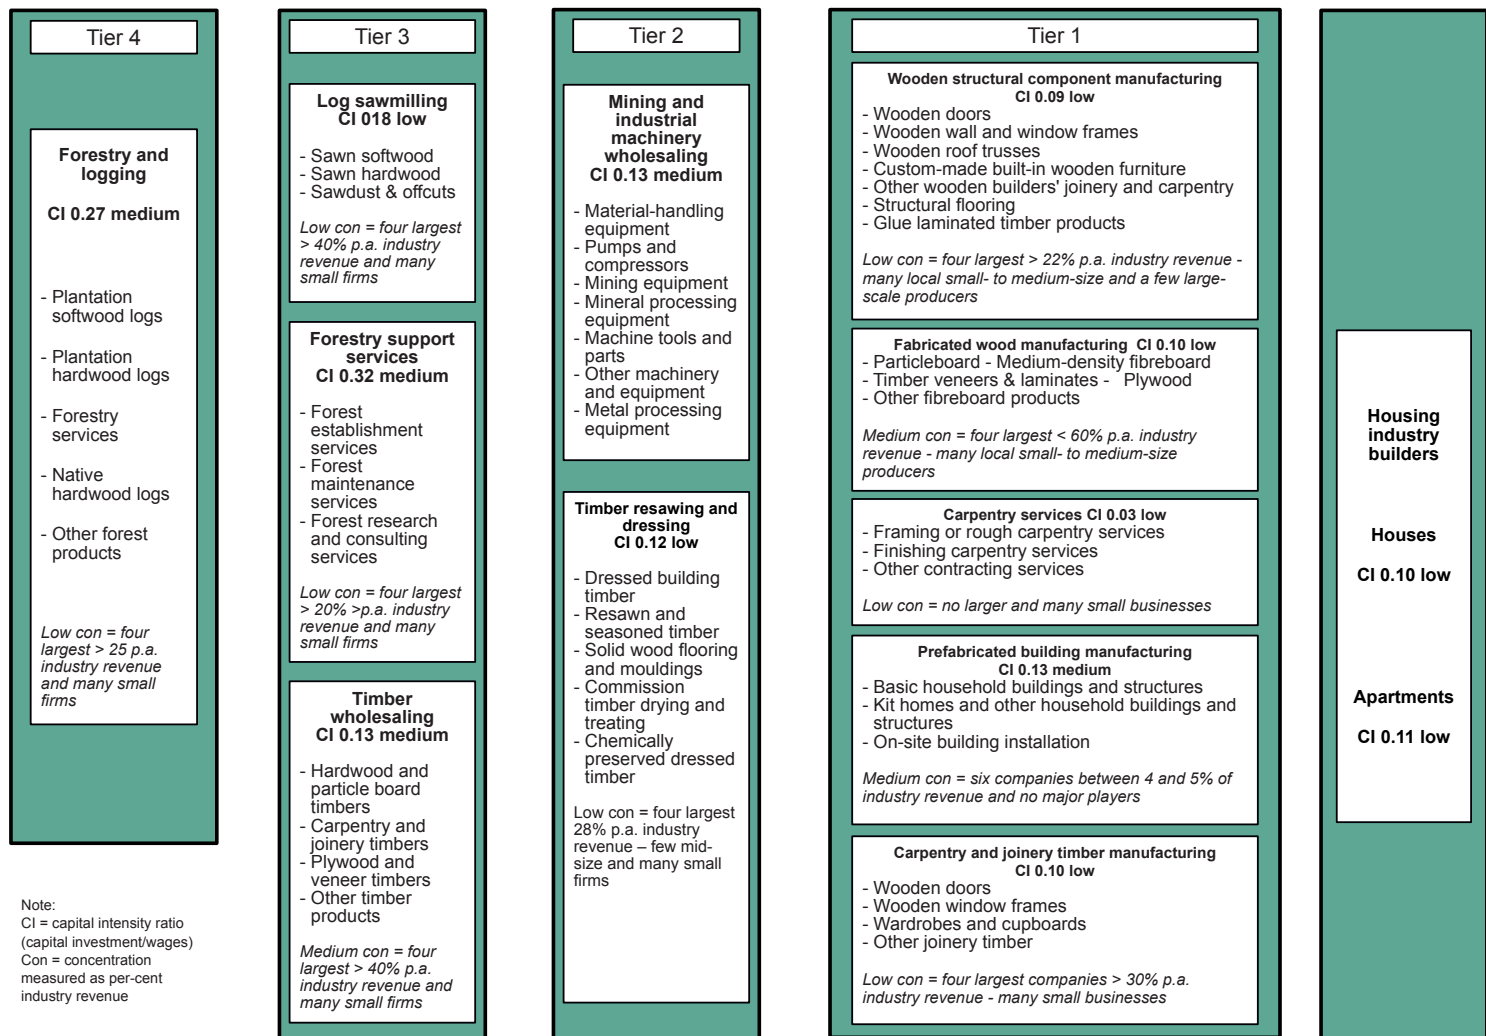 Tier 4
Forestry and
logging
CI 0.27 medium
- Plantation
softwood logs
- Plantation
hardwood logs
- Forestry
services
- Native
hardwood logs
- Other forest
products
Low con = four
largest > 25 p.a.
industry revenue
and many small
firms
Note:
CI = capital intensity ratio
(capital investment/wages)
Con = concentration
measured as per-cent
industry revenue
Tier 3
Log sawmilling
CI 018 low
- Sawn softwood
- Sawn hardwood
- Sawdust & offcuts
Low con = four largest
> 40% p.a. industry
revenue and many
small firms
Forestry support
services
CI 0.32 medium
- Forest
establishment
services
- Forest
maintenance
services
- Forest research
and consulting
services
Low con = four largest
> 20% >p.a. industry
revenue and many
small firms
Timber
wholesaling
CI 0.13 medium
- Hardwood and
particle board
timbers
- Carpentry and
joinery timbers
- Plywood and
veneer timbers
- Other timber
products
Medium con = four
largest > 40% p.a.
industry revenue and
many small firms
Tier 2
Mining and
industrial
machinery
wholesaling
CI 0.13 medium
- Material-handling
equipment
- Pumps and
compressors
- Mining equipment
- Mineral processing
equipment
- Machine tools and
parts
- Other machinery
and equipment
- Metal processing
equipment
Timber resawing and
dressing
CI 0.12 low
- Dressed building
timber
- Resawn and
seasoned timber
- Solid wood flooring
and mouldings
- Commission
timber drying and
treating
- Chemically
preserved dressed
timber
Low con = four largest
28% p.a. industry
revenue – few mid-
size and many small
firms
Tier 1
Wooden structural component manufacturing
CI 0.09 low
- Wooden doors
- Wooden wall and window frames
- Wooden roof trusses
- Custom-made built-in wooden furniture
- Other wooden builders' joinery and carpentry
- Structural flooring
- Glue laminated timber products
Low con = four largest > 22% p.a. industry revenue -
many local small- to medium-size and a few large-
scale producers
Fabricated wood manufacturing CI 0.10 low
- Particleboard - Medium-density fibreboard
- Timber veneers & laminates - Plywood
- Other fibreboard products
Medium con = four largest < 60% p.a. industry
revenue - many local small- to medium-size
producers
Carpentry services CI 0.03 low
- Framing or rough carpentry services
- Finishing carpentry services
- Other contracting services
Low con = no larger and many small businesses
Prefabricated building manufacturing
CI 0.13 medium
- Basic household buildings and structures
- Kit homes and other household buildings and
structures
- On-site building installation
Medium con = six companies between 4 and 5% of
industry revenue and no major players
Carpentry and joinery timber manufacturing
CI 0.10 low
- Wooden doors
- Wooden window frames
- Wardrobes and cupboards
- Other joinery timber
Low con = four largest companies > 30% p.a.
industry revenue - many small businesses
Housing
industry
builders
Houses
CI 0.10 low
Apartments
CI 0.11 low